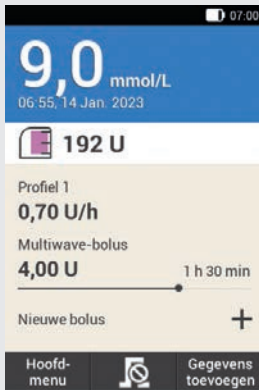 07:00
9,0 mmol/L
06:55, 14 Jan. 2023
192 U
Profiel 1
0,70 U/h
Multiwave-bolus
4,00 U 1 h 30 min
Nieuwe bolus +
Hoofd-
menu
Gegevens
toevoegen